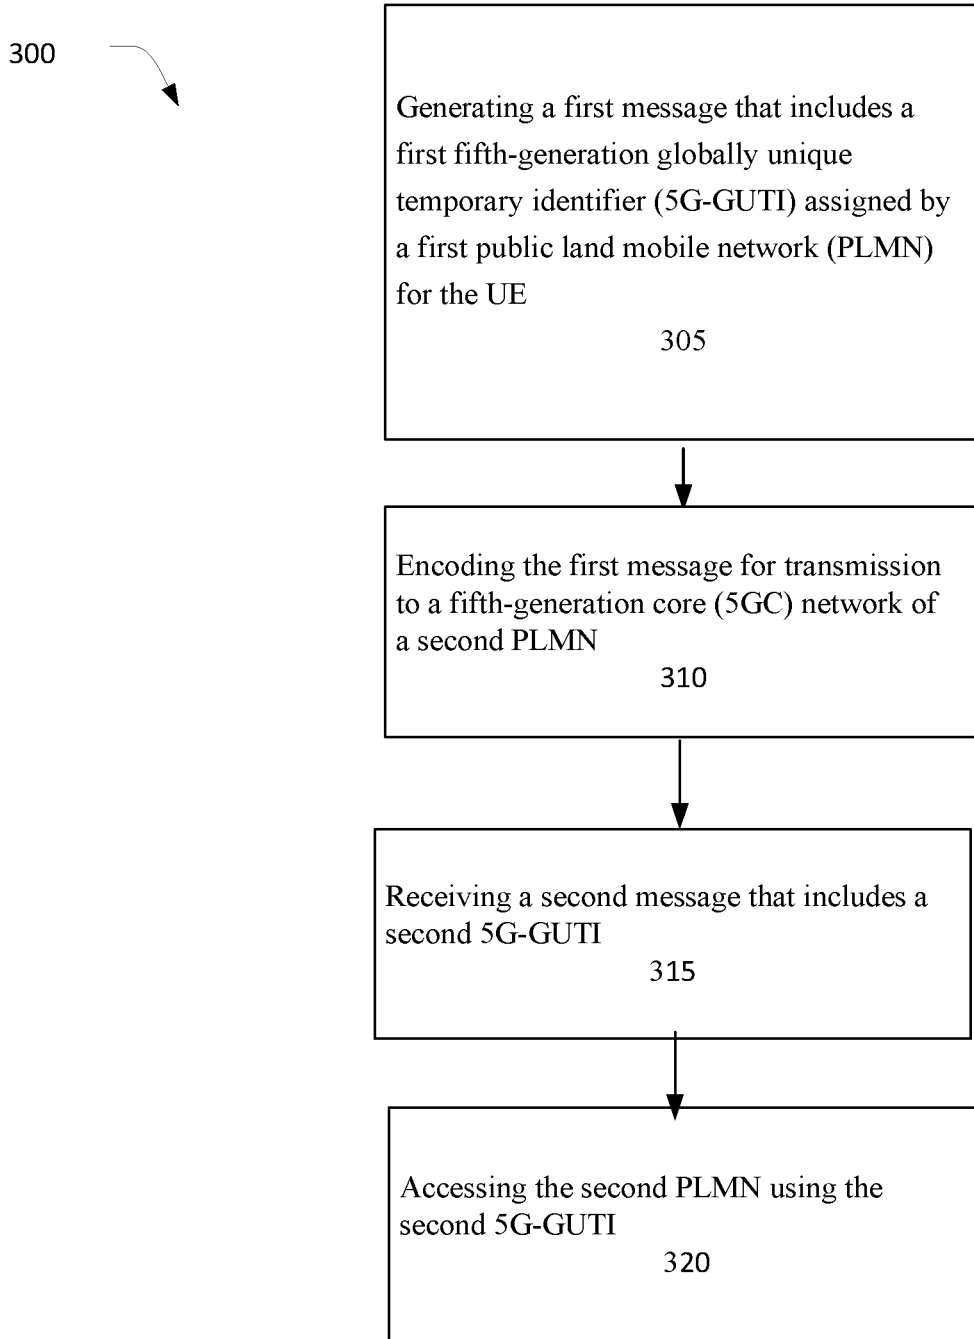 300
Generating a first message that includes a
first fifth-generation globally unique
temporary identifier (5G-GUTI) assigned by
a first public land mobile network (PLMN)
for the UE
305
Encoding the first message for transmission
to a fifth-generation core (5GC) network of
a second PLMN
310
Receiving a second message that includes a
second 5G-GUTI
315
Accessing the second PLMN using the
second 5G-GUTI
320